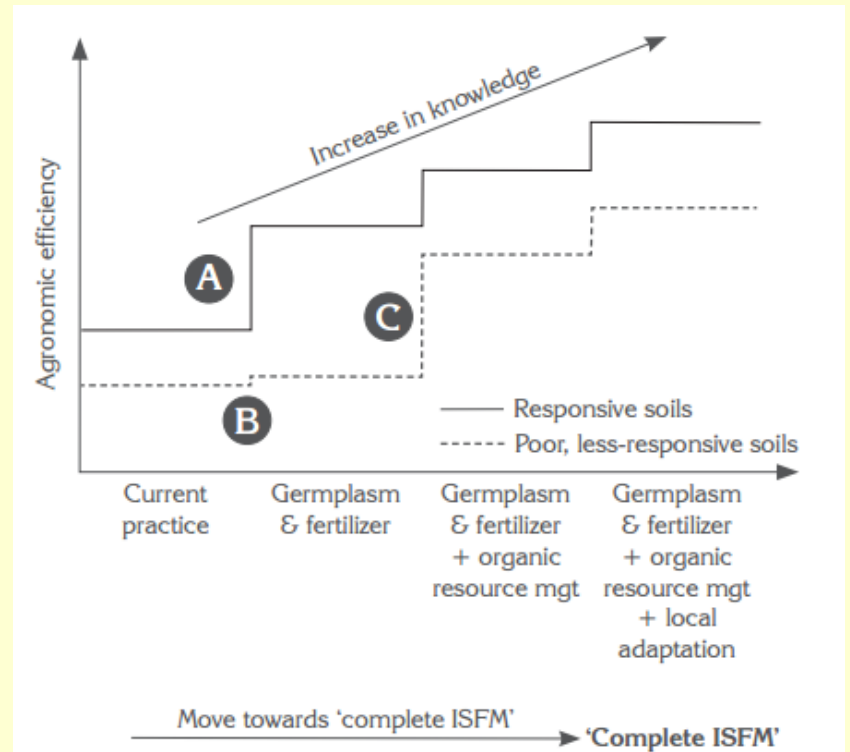 Increase in knowledge
Agronomic efficiency
A
B
C
Responsive soils
Poor, less-responsive soils
Current
practice
Germplasm
& fertilizer
Germplasm
& fertilizer
+ organic
resource mgt
Germplasm
& fertilizer
+ organic
resource mgt
+ local
adaptation
Move towards ‘complete ISFM’
‘Complete ISFM’